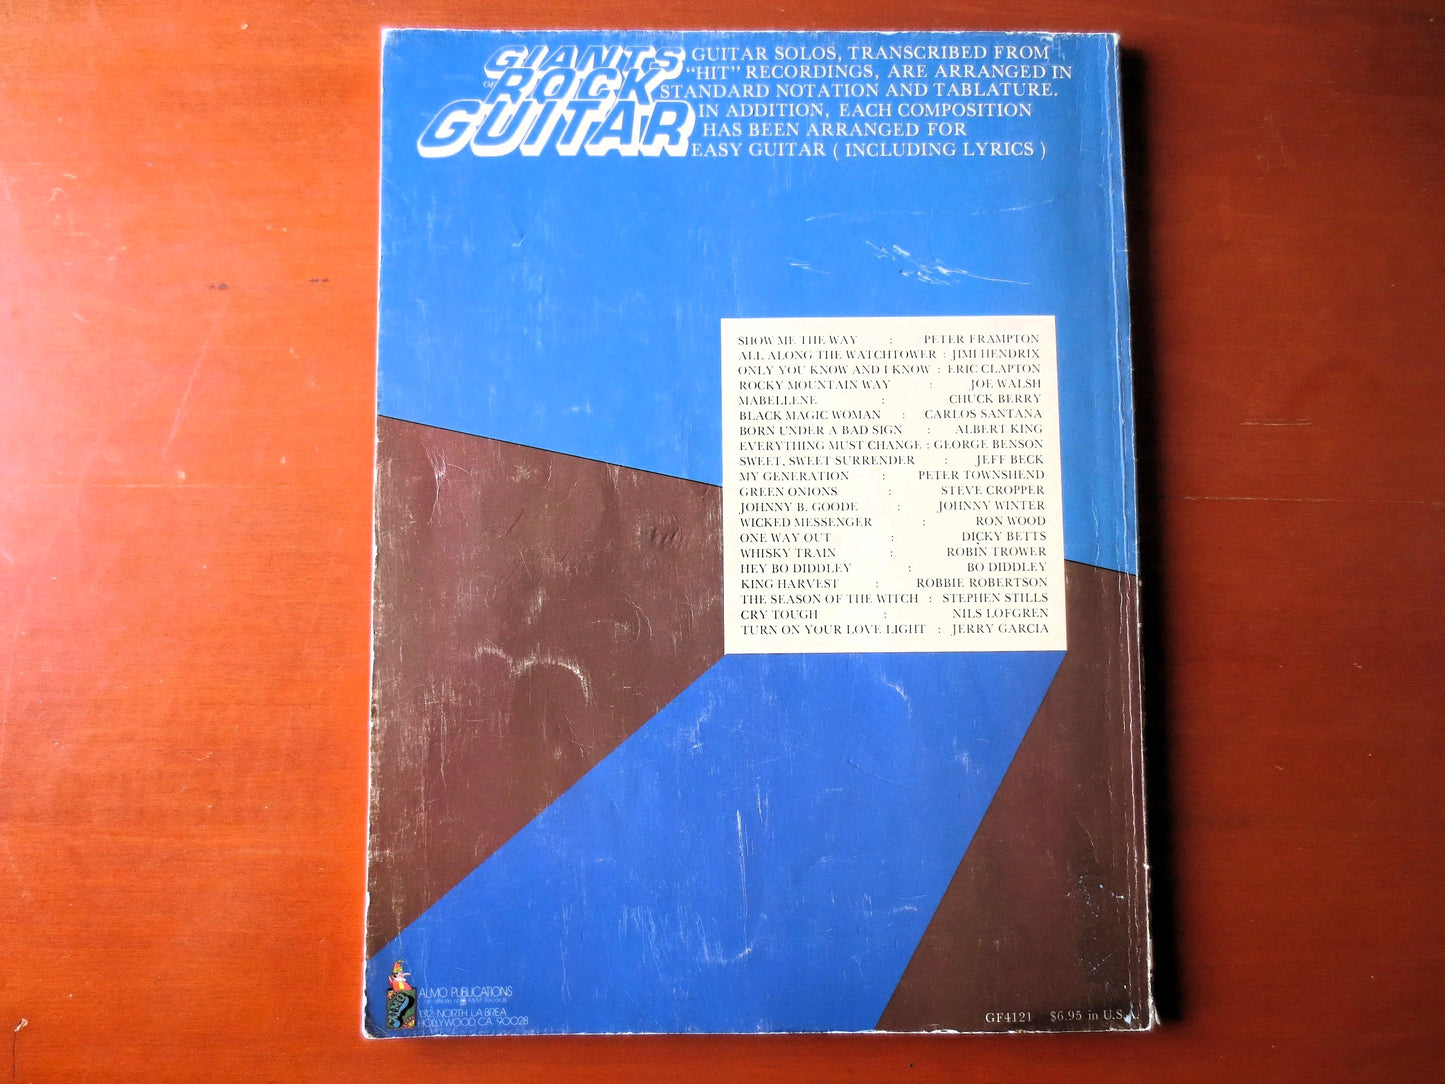 GIANTS
OF ROCK
GUITAR
GUITAR SOLOS, TRANSCRIBED FROM
"HIT" RECORDINGS, ARE ARRANGED IN
STANDARD NOTATION AND TABLATURE.
IN ADDITION, EACH COMPOSITION
HAS BEEN ARRANGED FOR
EASY GUITAR ( INCLUDING LYRICS )
SHOW ME THE WAY : PETER FRAMPTON
ALL ALONG THE WATCHTOWER : JIMI HENDRIX
ONLY YOU KNOW AND I KNOW : ERIC CLAPTON
ROCKY MOUNTAIN WAY : JOE WALSH
MABELLENE : CHUCK BERRY
BLACK MAGIC WOMAN : CARLOS SANTANA
BORN UNDER A BAD SIGN : ALBERT KING
EVERYTHING MUST CHANGE : GEORGE BENSON
SWEET, SWEET SURRENDER : JEFF BECK
MY GENERATION : PETER TOWNSHEND
GREEN ONIONS : STEVE CROPPER
JOHNNY B. GOODE : JOHNNY WINTER
WICKED MESSENGER : RON WOOD
ONE WAY OUT : DICKY BETTS
WHISKY TRAIN : ROBIN TROWER
HEY BO DIDDLEY : BO DIDDLEY
KING HARVEST : ROBBIE ROBERTSON
THE SEASON OF THE WITCH : STEPHEN STILLS
CRY TOUGH : NILS LOFGREN
TURN ON YOUR LOVE LIGHT : JERRY GARCIA
ALMO
ALMO PUBLICATIONS
an affiliate of A&M Records
1312 NORTH LA BREA
HOLLYWOOD, CA 90028
GF4121 $6.95 in U.S.A.